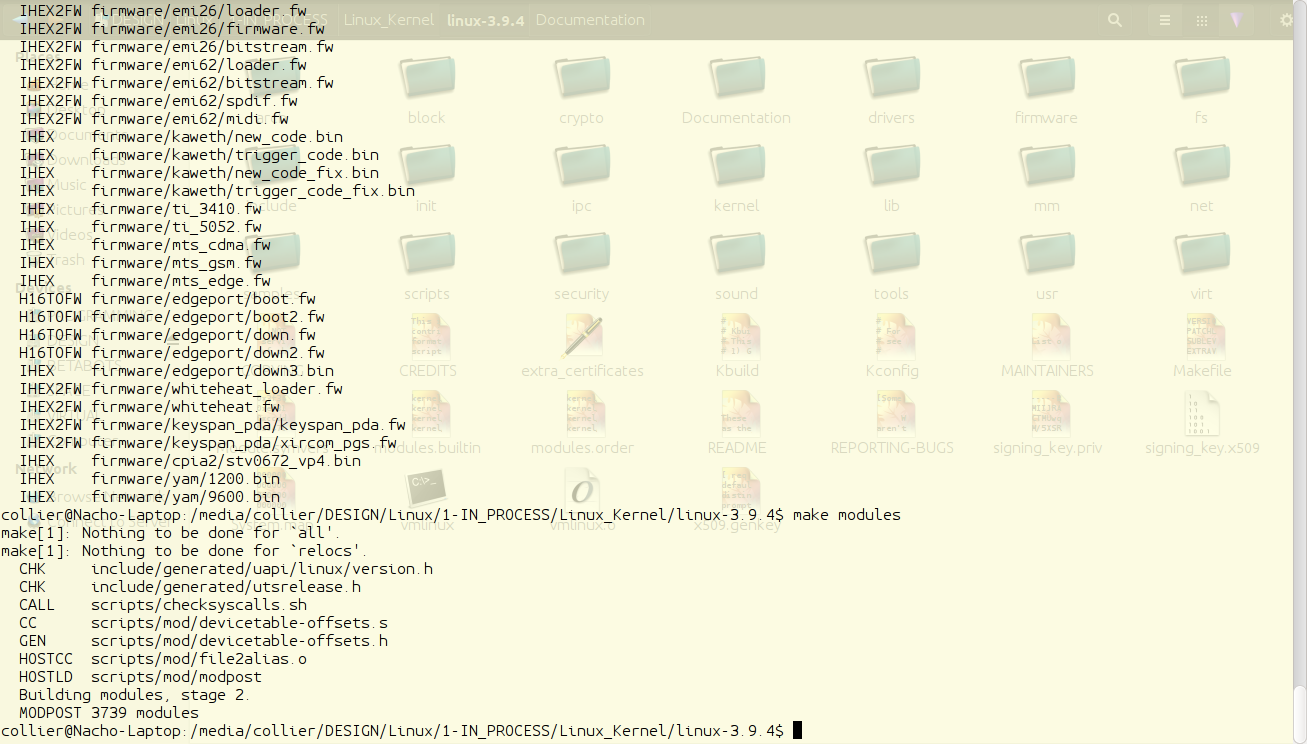 IHEX2FW firmware/emi26/loader.fw
IHEX2FW firmware/emi26/firmware.fw
IHEX2FW firmware/emi26/bitstream.fw
IHEX2FW firmware/emi62/loader.fw
IHEX2FW firmware/emi62/bitstream.fw
IHEX2FW firmware/emi62/spdif.fw
IHEX2FW firmware/emi62/midi.fw
IHEX    firmware/kaweth/new_code.bin
IHEX    firmware/kaweth/trigger_code.bin
IHEX    firmware/kaweth/new_code_fix.bin
IHEX    firmware/kaweth/trigger_code_fix.bin
IHEX    firmware/ti_3410.fw
IHEX    firmware/ti_5052.fw
IHEX    firmware/mts_cdma.fw
IHEX    firmware/mts_gsm.fw
IHEX    firmware/mts_edge.fw
H16TOFW firmware/edgeport/boot.fw
H16TOFW firmware/edgeport/boot2.fw
H16TOFW firmware/edgeport/down.fw
H16TOFW firmware/edgeport/down2.fw
IHEX    firmware/edgeport/down3.bin
IHEX2FW firmware/whiteheat_loader.fw
IHEX2FW firmware/whiteheat.fw
IHEX2FW firmware/keyspan_pda/keyspan_pda.fw
IHEX2FW firmware/keyspan_pda/xircom_pgs.fw
IHEX    firmware/cpia2/stv0672_vp4.bin
IHEX    firmware/yam/1200.bin
IHEX    firmware/yam/9600.bin
collier@Nacho-Laptop:/media/collier/DESIGN/Linux/1-IN_PROCESS/Linux_Kernel/linux-3.9.4$ make modules
make[1]: Nothing to be done for `all'.
make[1]: Nothing to be done for `relocs'.
CHK     include/generated/uapi/linux/version.h
CHK     include/generated/utsrelease.h
CALL    scripts/checksyscalls.sh
CC      scripts/mod/devicetable-offsets.s
GEN     scripts/mod/devicetable-offsets.h
HOSTCC  scripts/mod/file2alias.o
HOSTLD  scripts/mod/modpost
Building modules, stage 2.
MODPOST 3739 modules
collier@Nacho-Laptop:/media/collier/DESIGN/Linux/1-IN_PROCESS/Linux_Kernel/linux-3.9.4$
Linux_Kernel linux-3.9.4 Documentation
block crypto Documentation drivers firmware fs
init ipc kernel lib mm net
scripts security sound tools usr virt
CREDITS extra_certificates Kbuild Kconfig MAINTAINERS Makefile
modules.builtin modules.order README REPORTING-BUGS signing_key.priv signing_key.x509
vmlinux vmlinux.o x509.genkey